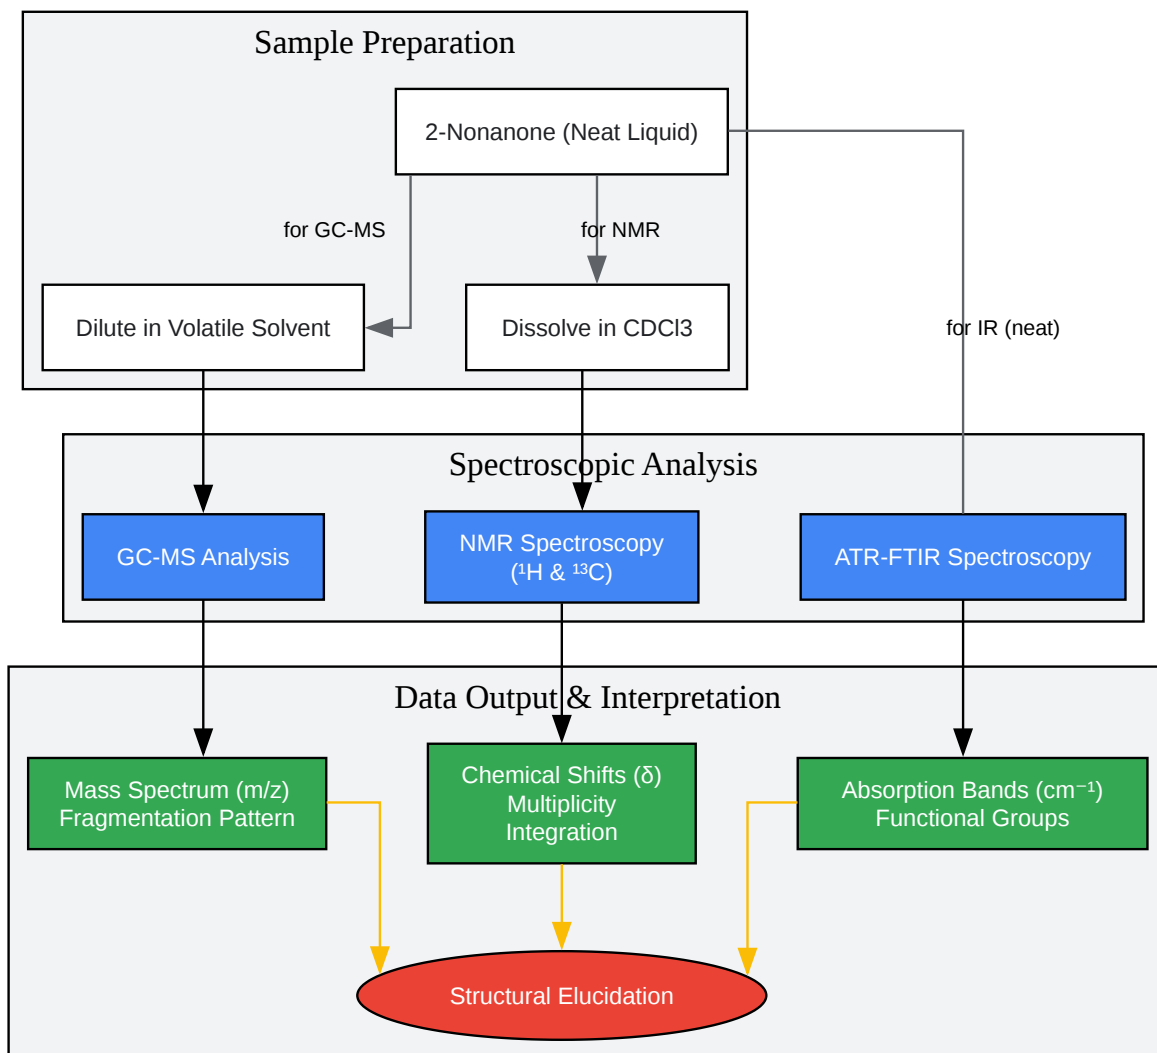 Sample Preparation
2-Nonanone (Neat Liquid)
for GC-MS
for NMR
Dilute in Volatile Solvent
Dissolve in CDCl3
for IR (neat)
Spectroscopic Analysis
GC-MS Analysis
NMR Spectroscopy
(¹H & ¹³C)
ATR-FTIR Spectroscopy
Data Output & Interpretation
Mass Spectrum (m/z)
Fragmentation Pattern
Chemical Shifts (δ)
Multiplicity
Integration
Absorption Bands (cm⁻¹)
Functional Groups
Structural Elucidation